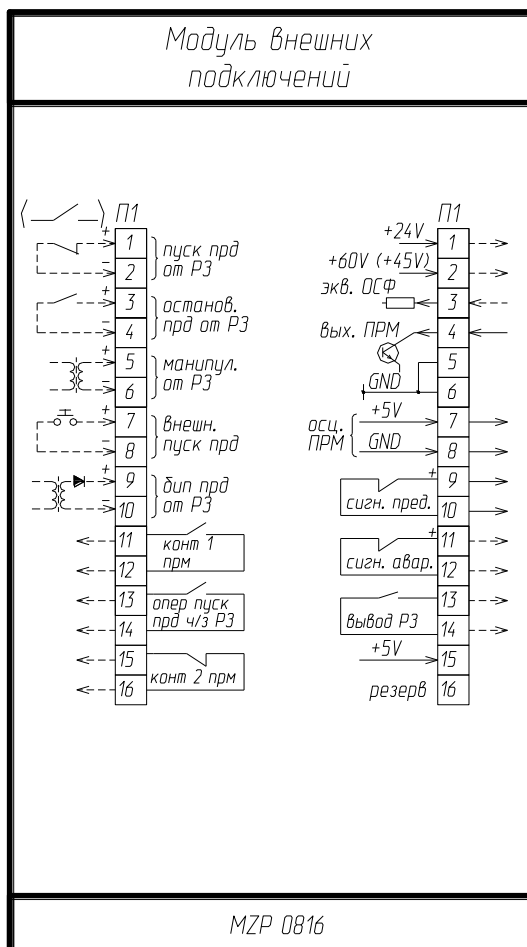 Модуль внешних
подключений
П1
1
2
пуск прд
от РЗ
3
4
останов.
прд от РЗ
5
6
манипул.
от РЗ
7
8
внешн.
пуск прд
9
10
бип прд
от РЗ
11
12
конт 1
прм
13
14
опер пуск
прд ч/з РЗ
15
16
конт 2 прм
П1
+24V
1
+60V (+45V)
2
экв. ОСФ
3
вых. ПРМ
4
5
GND
6
осц.
ПРМ
+5V
7
GND
8
9
сигн. пред.
10
11
сигн. авар.
12
13
вывод РЗ
14
+5V
15
резерв
16
MZP 0816